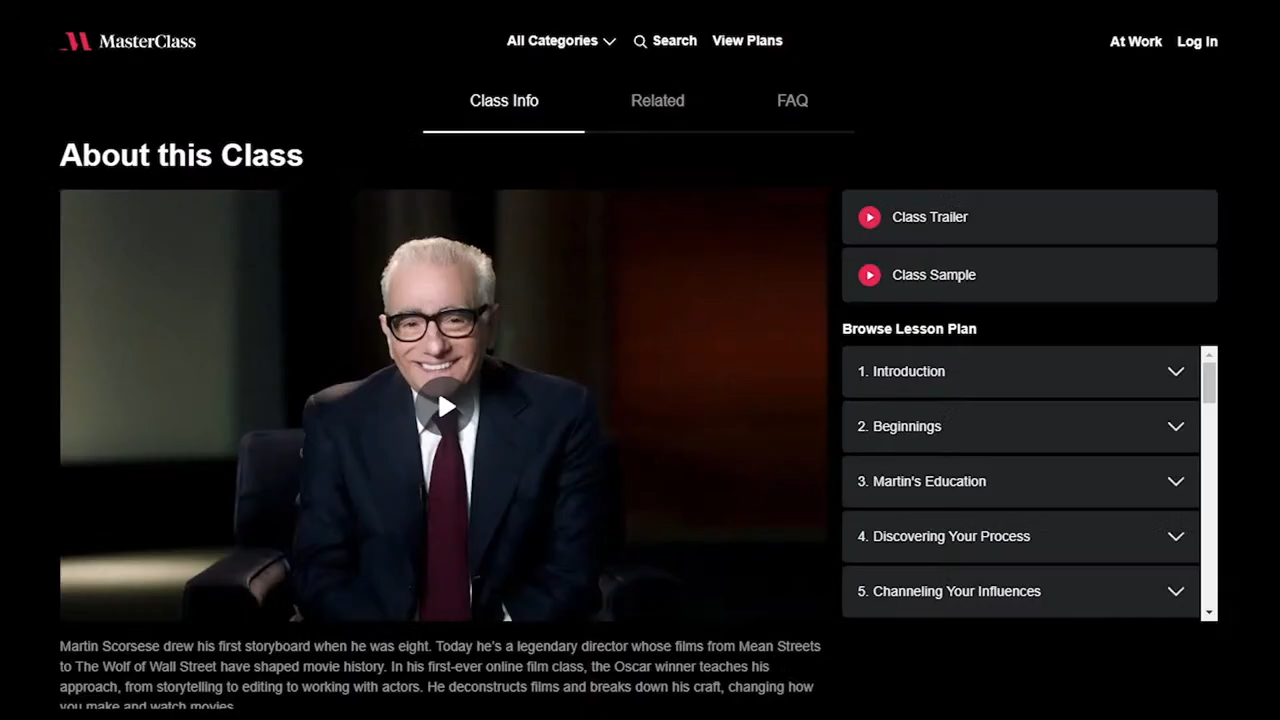 MasterClass
All Categories
Search
View Plans
At Work
Log In
Class Info
Related
FAQ
About this Class
Class Trailer
Class Sample
Browse Lesson Plan
1. Introduction
2. Beginnings
3. Martin's Education
4. Discovering Your Process
5. Channeling Your Influences
Martin Scorsese drew his first storyboard when he was eight. Today he's a legendary director whose films from Mean Streets
to The Wolf of Wall Street have shaped movie history. In his first-ever online film class, the Oscar winner teaches his
approach, from storytelling to editing to working with actors. He deconstructs films and breaks down his craft, changing how
you make and watch movies.